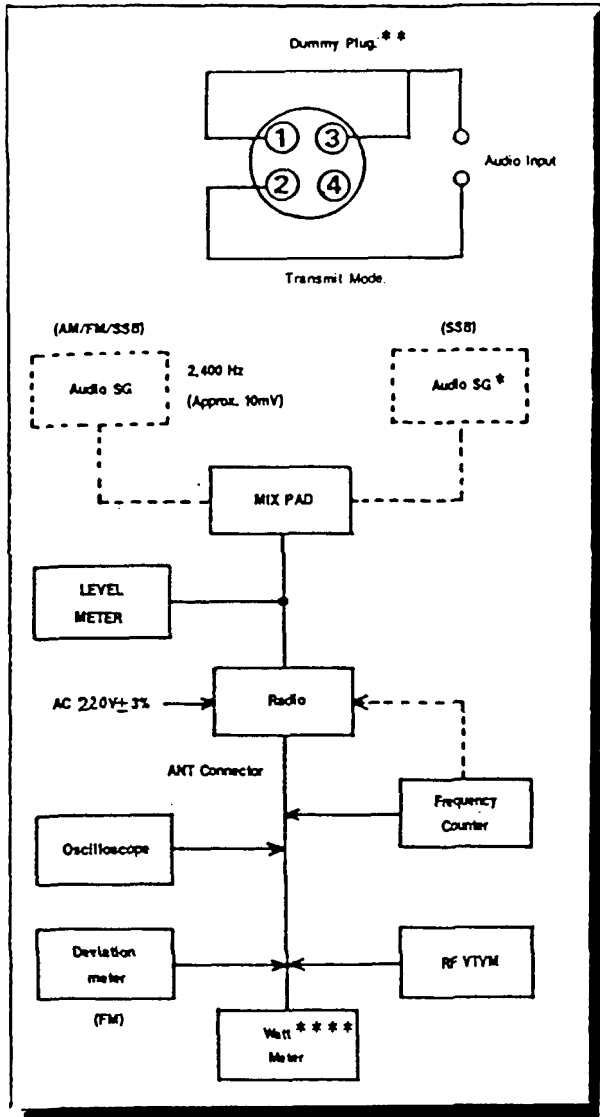 Dummy Plug. **
1 3
2 4
Audio Input
Transmit Mode.
(AM/FM/SSB)
(SSB)
Audio SG
2,400 Hz
(Approx. 10mV)
Audio SG *
MIX PAD
LEVEL
METER
AC 220V±3%
Radio
ANT Connector
Frequency
Counter
Oscilloscope
Deviation
meter
(FM)
RF VTVM
Watt ****
Meter